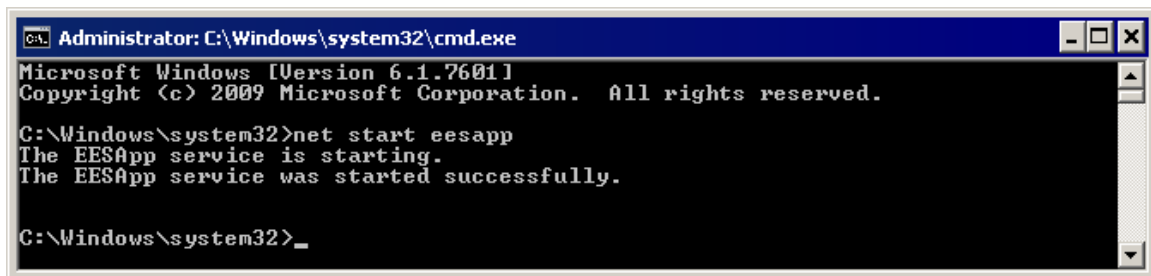 Administrator: C:\Windows\system32\cmd.exe
Microsoft Windows [Version 6.1.7601]
Copyright (c) 2009 Microsoft Corporation.  All rights reserved.
C:\Windows\system32>net start eesapp
The EESApp service is starting.
The EESApp service was started successfully.
C:\Windows\system32>_